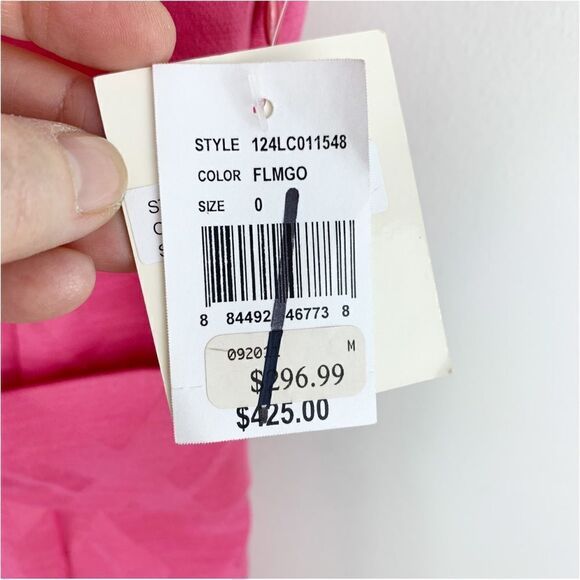 STYLE 124LC011548
COLOR FLMGO
SIZE 0
8 84492 46773 8
M
$296.99
$425.00